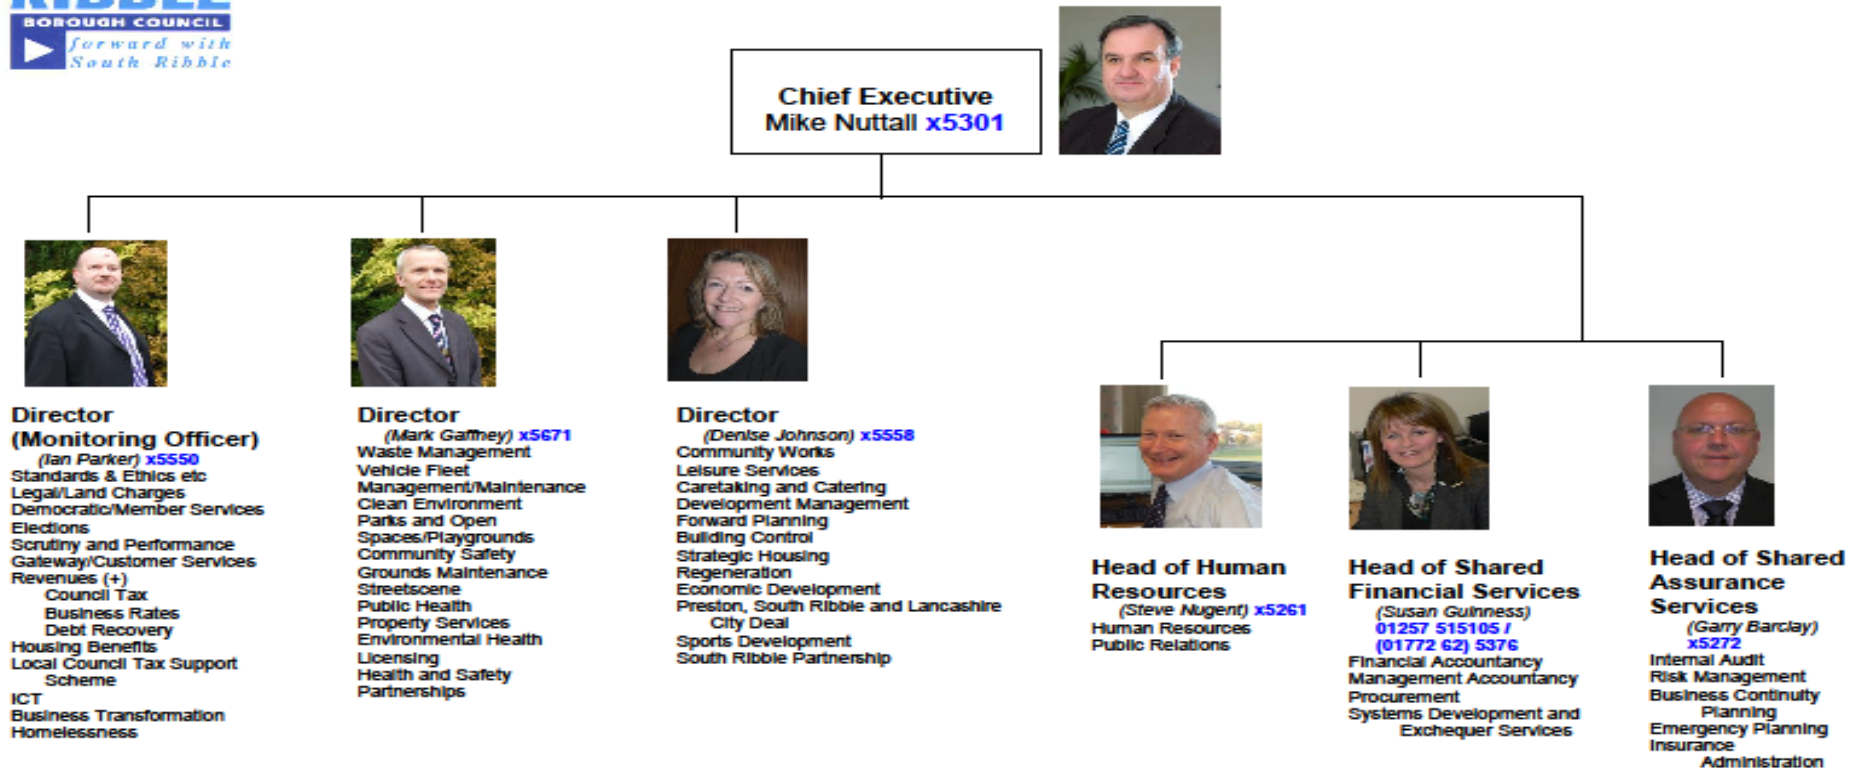 RIBBLE
BOROUGH COUNCIL
forward with
South Ribble
Chief Executive
Mike Nuttall x5301
Director
(Monitoring Officer)
(Ian Parker) x5550
Standards & Ethics etc
Legal/Land Charges
Democratic/Member Services
Elections
Scrutiny and Performance
Gateway/Customer Services
Revenues (+)
Council Tax
Business Rates
Debt Recovery
Housing Benefits
Local Council Tax Support
Scheme
ICT
Business Transformation
Homelessness
Director
(Mark Gaffney) x5671
Waste Management
Vehicle Fleet
Management/Maintenance
Clean Environment
Parks and Open
Spaces/Playgrounds
Community Safety
Grounds Maintenance
Streetscene
Public Health
Property Services
Environmental Health
Licensing
Health and Safety
Partnerships
Director
(Denise Johnson) x5558
Community Works
Leisure Services
Caretaking and Catering
Development Management
Forward Planning
Building Control
Strategic Housing
Regeneration
Economic Development
Preston, South Ribble and Lancashire
City Deal
Sports Development
South Ribble Partnership
Head of Human
Resources
(Steve Nugent) x5261
Human Resources
Public Relations
Head of Shared
Financial Services
(Susan Guinness)
01257 515105 /
(01772 62) 5376
Financial Accountancy
Management Accountancy
Procurement
Systems Development and
Exchequer Services
Head of Shared
Assurance
Services
(Garry Barclay)
x5272
Internal Audit
Risk Management
Business Continuity
Planning
Emergency Planning
Insurance
Administration